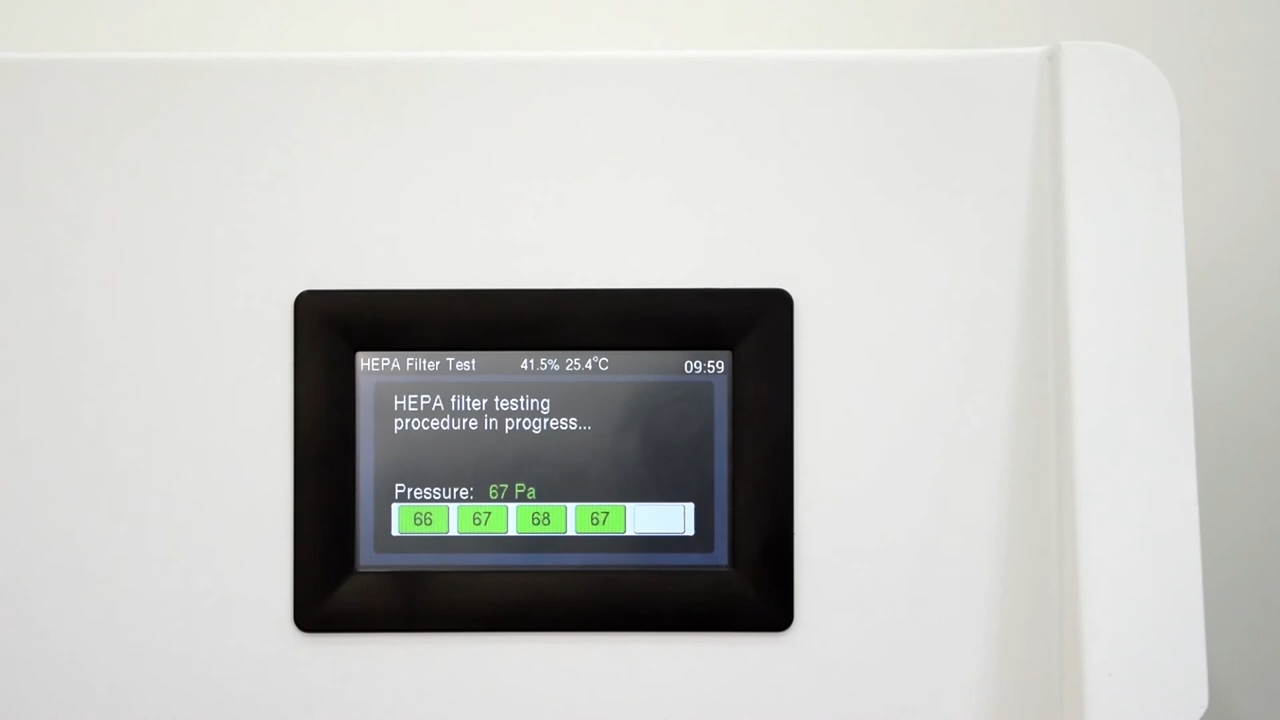 HEPA Filter Test 41.5% 25.4°C 09:59
HEPA filter testing
procedure in progress...
Pressure: 67 Pa
66 67 68 67